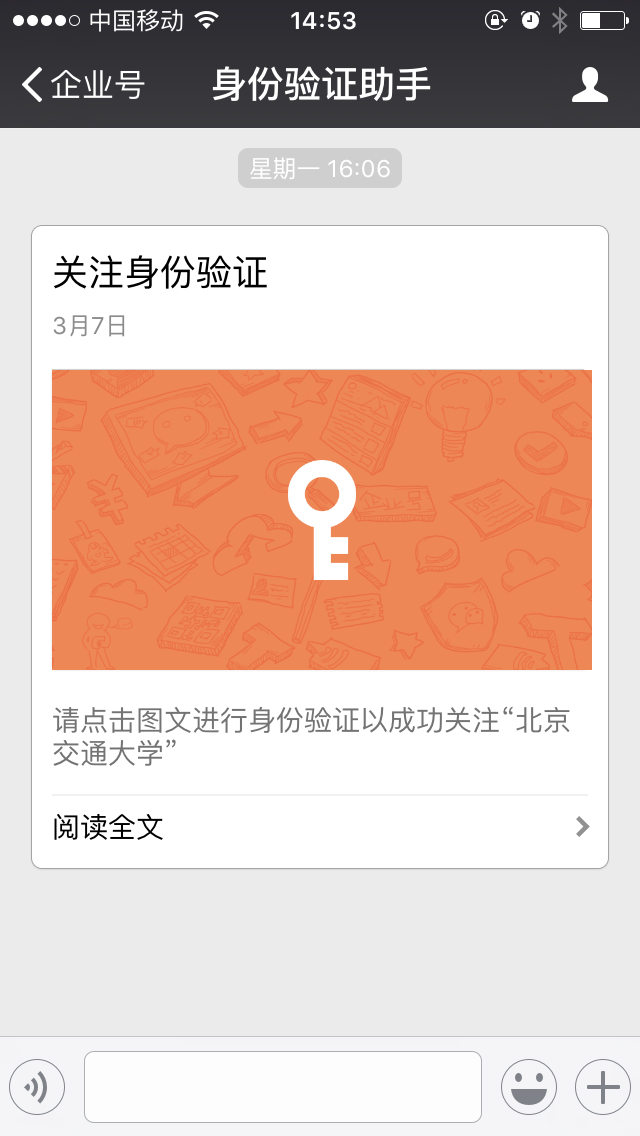 中国移动 14:53
企业号 身份验证助手
星期一 16:06
关注身份验证
3月7日
请点击图文进行身份验证以成功关注“北京
交通大学”
阅读全文